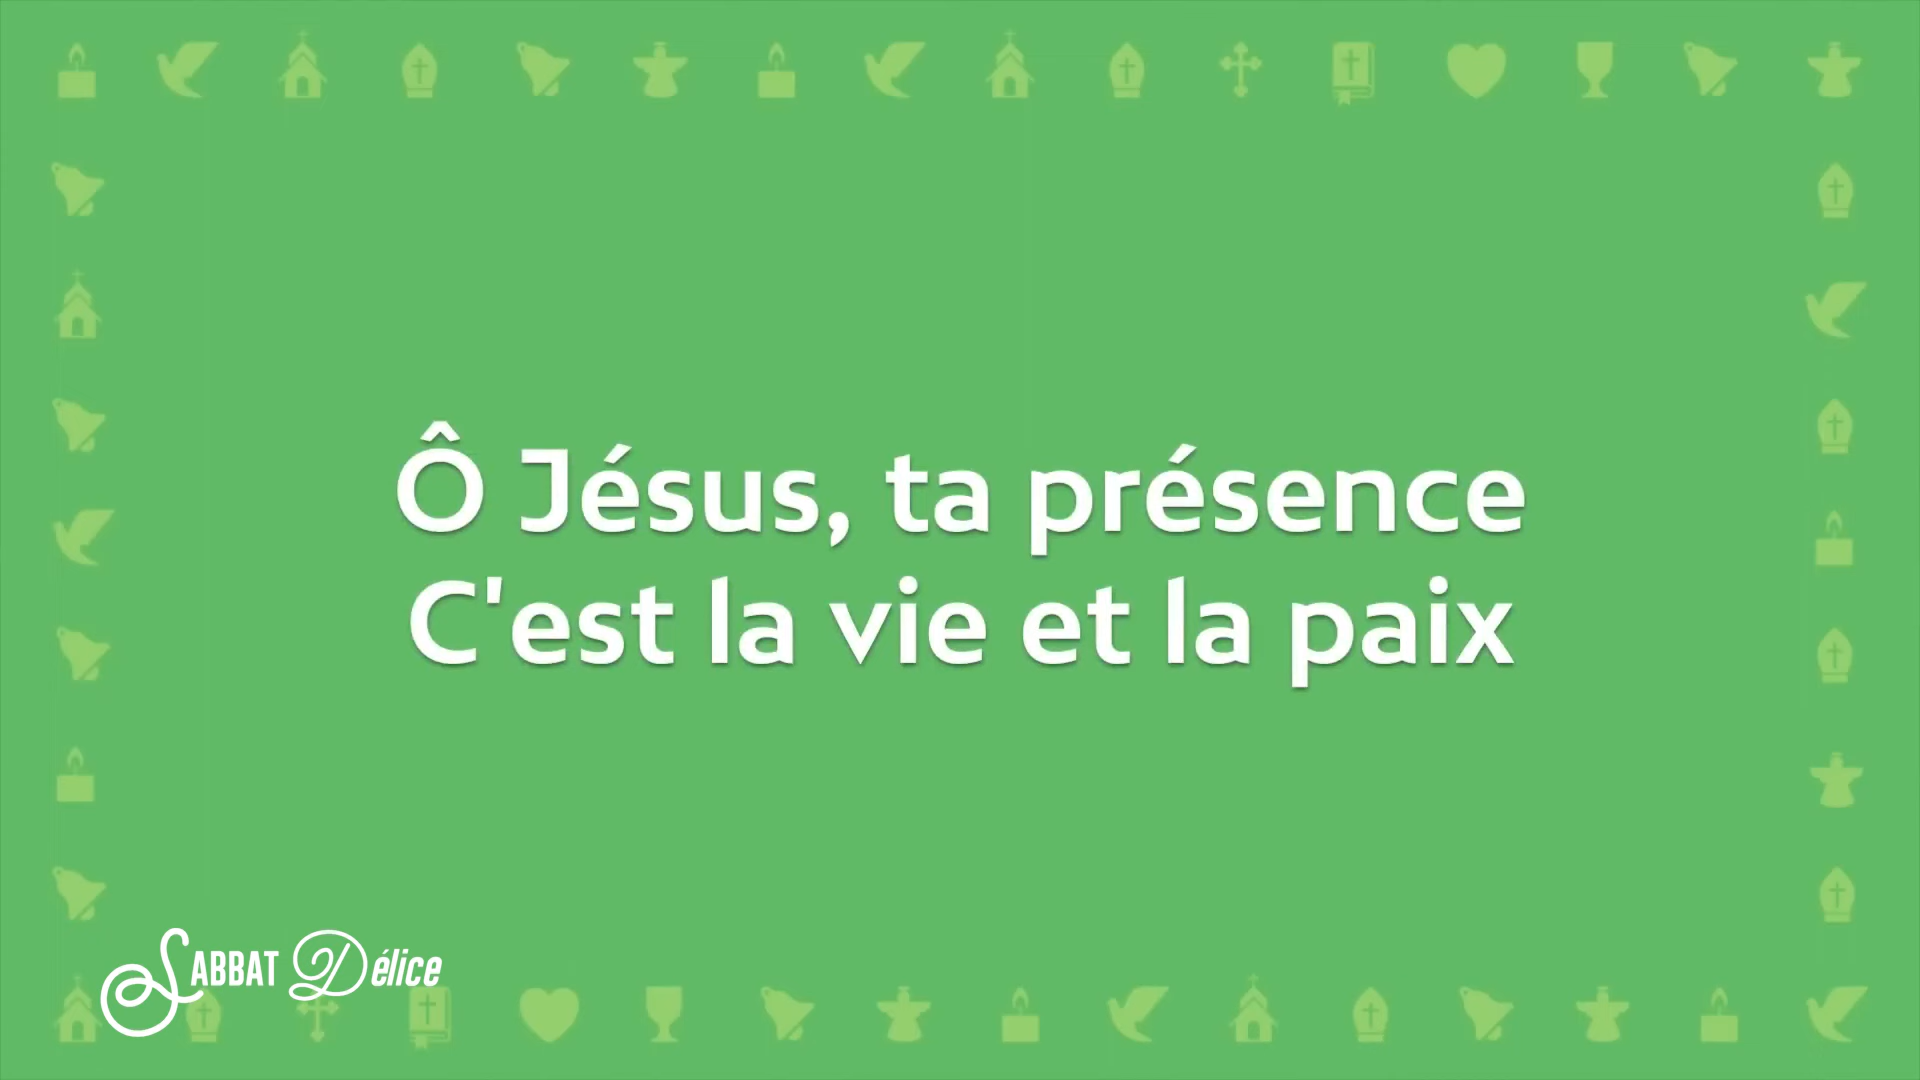 Ô Jésus, ta présence
C'est la vie et la paix
SABBAT Délice